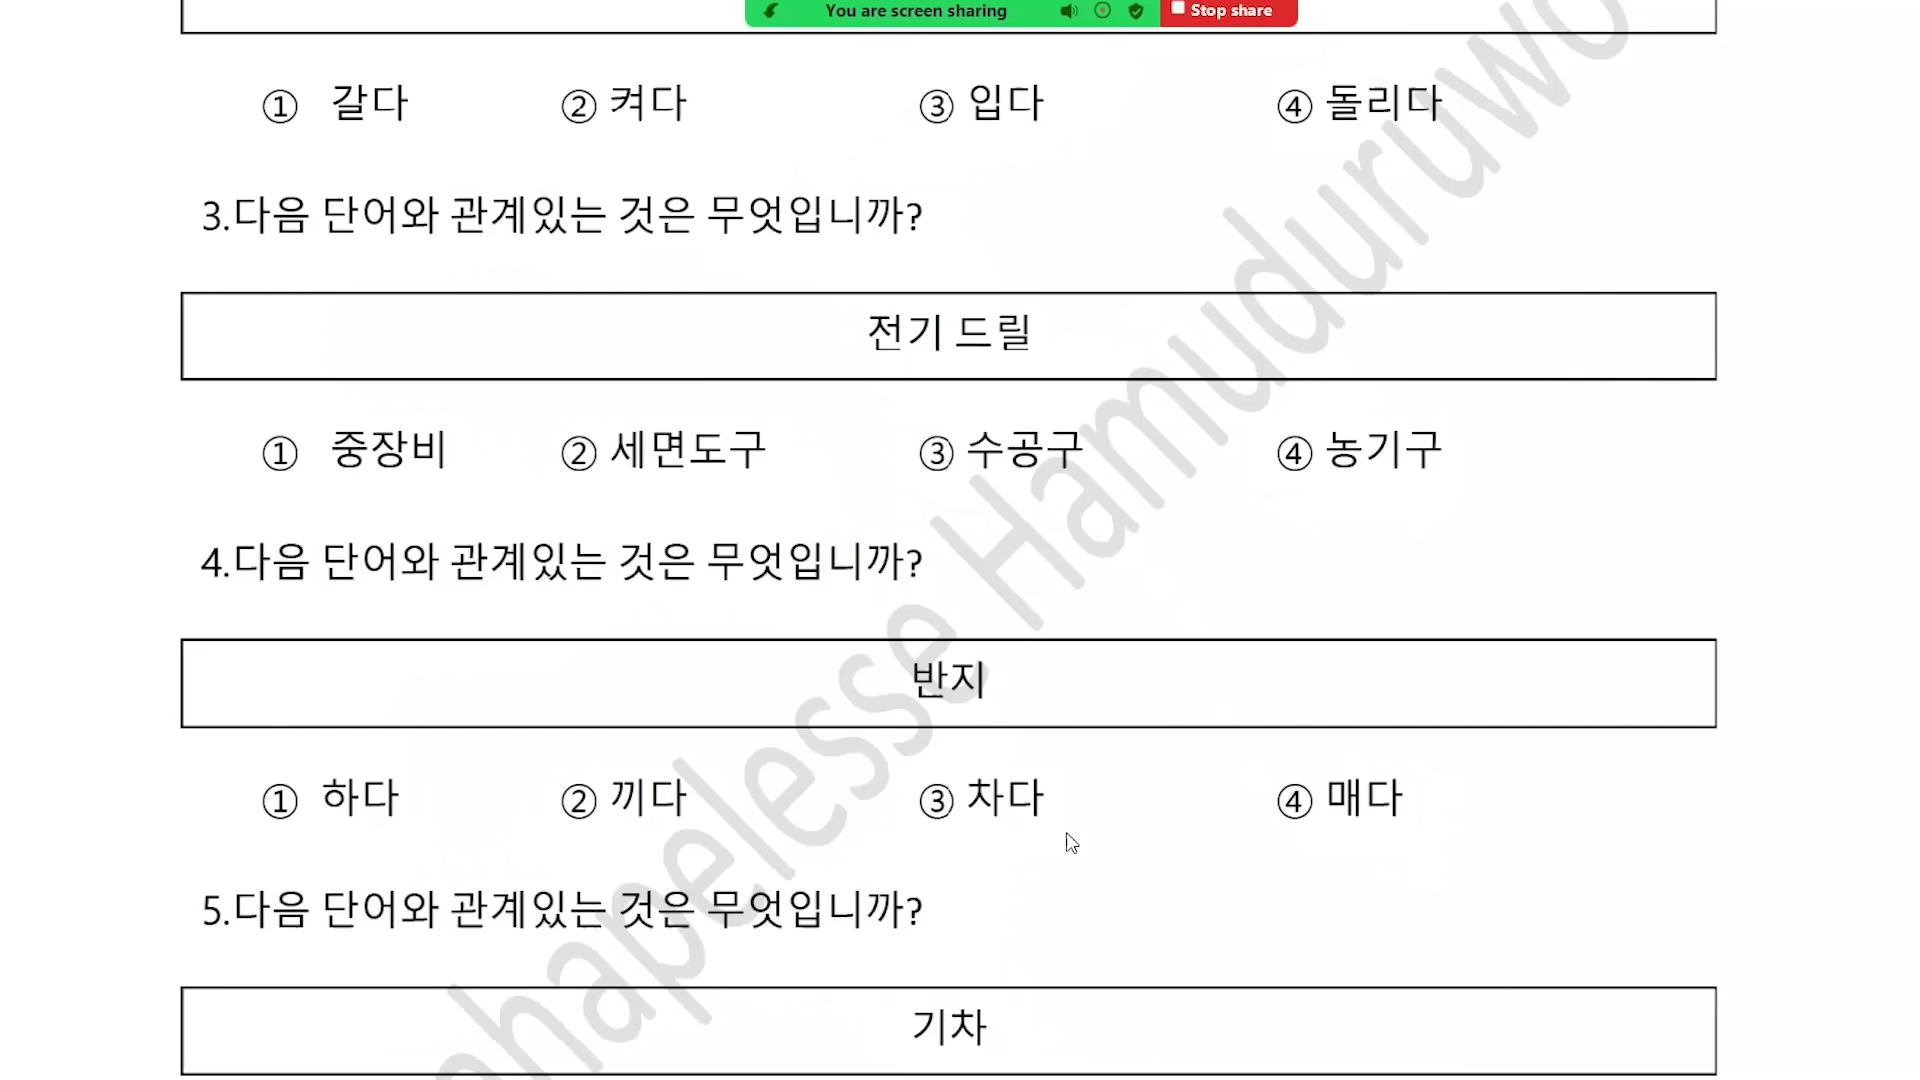 You are screen sharing Stop share
① 갈다 ② 켜다 ③ 입다 ④ 돌리다
3.다음 단어와 관계있는 것은 무엇입니까?
전기 드릴
① 중장비 ② 세면도구 ③ 수공구 ④ 농기구
4.다음 단어와 관계있는 것은 무엇입니까?
반지
① 하다 ② 끼다 ③ 차다 ④ 매다
5.다음 단어와 관계있는 것은 무엇입니까?
기차